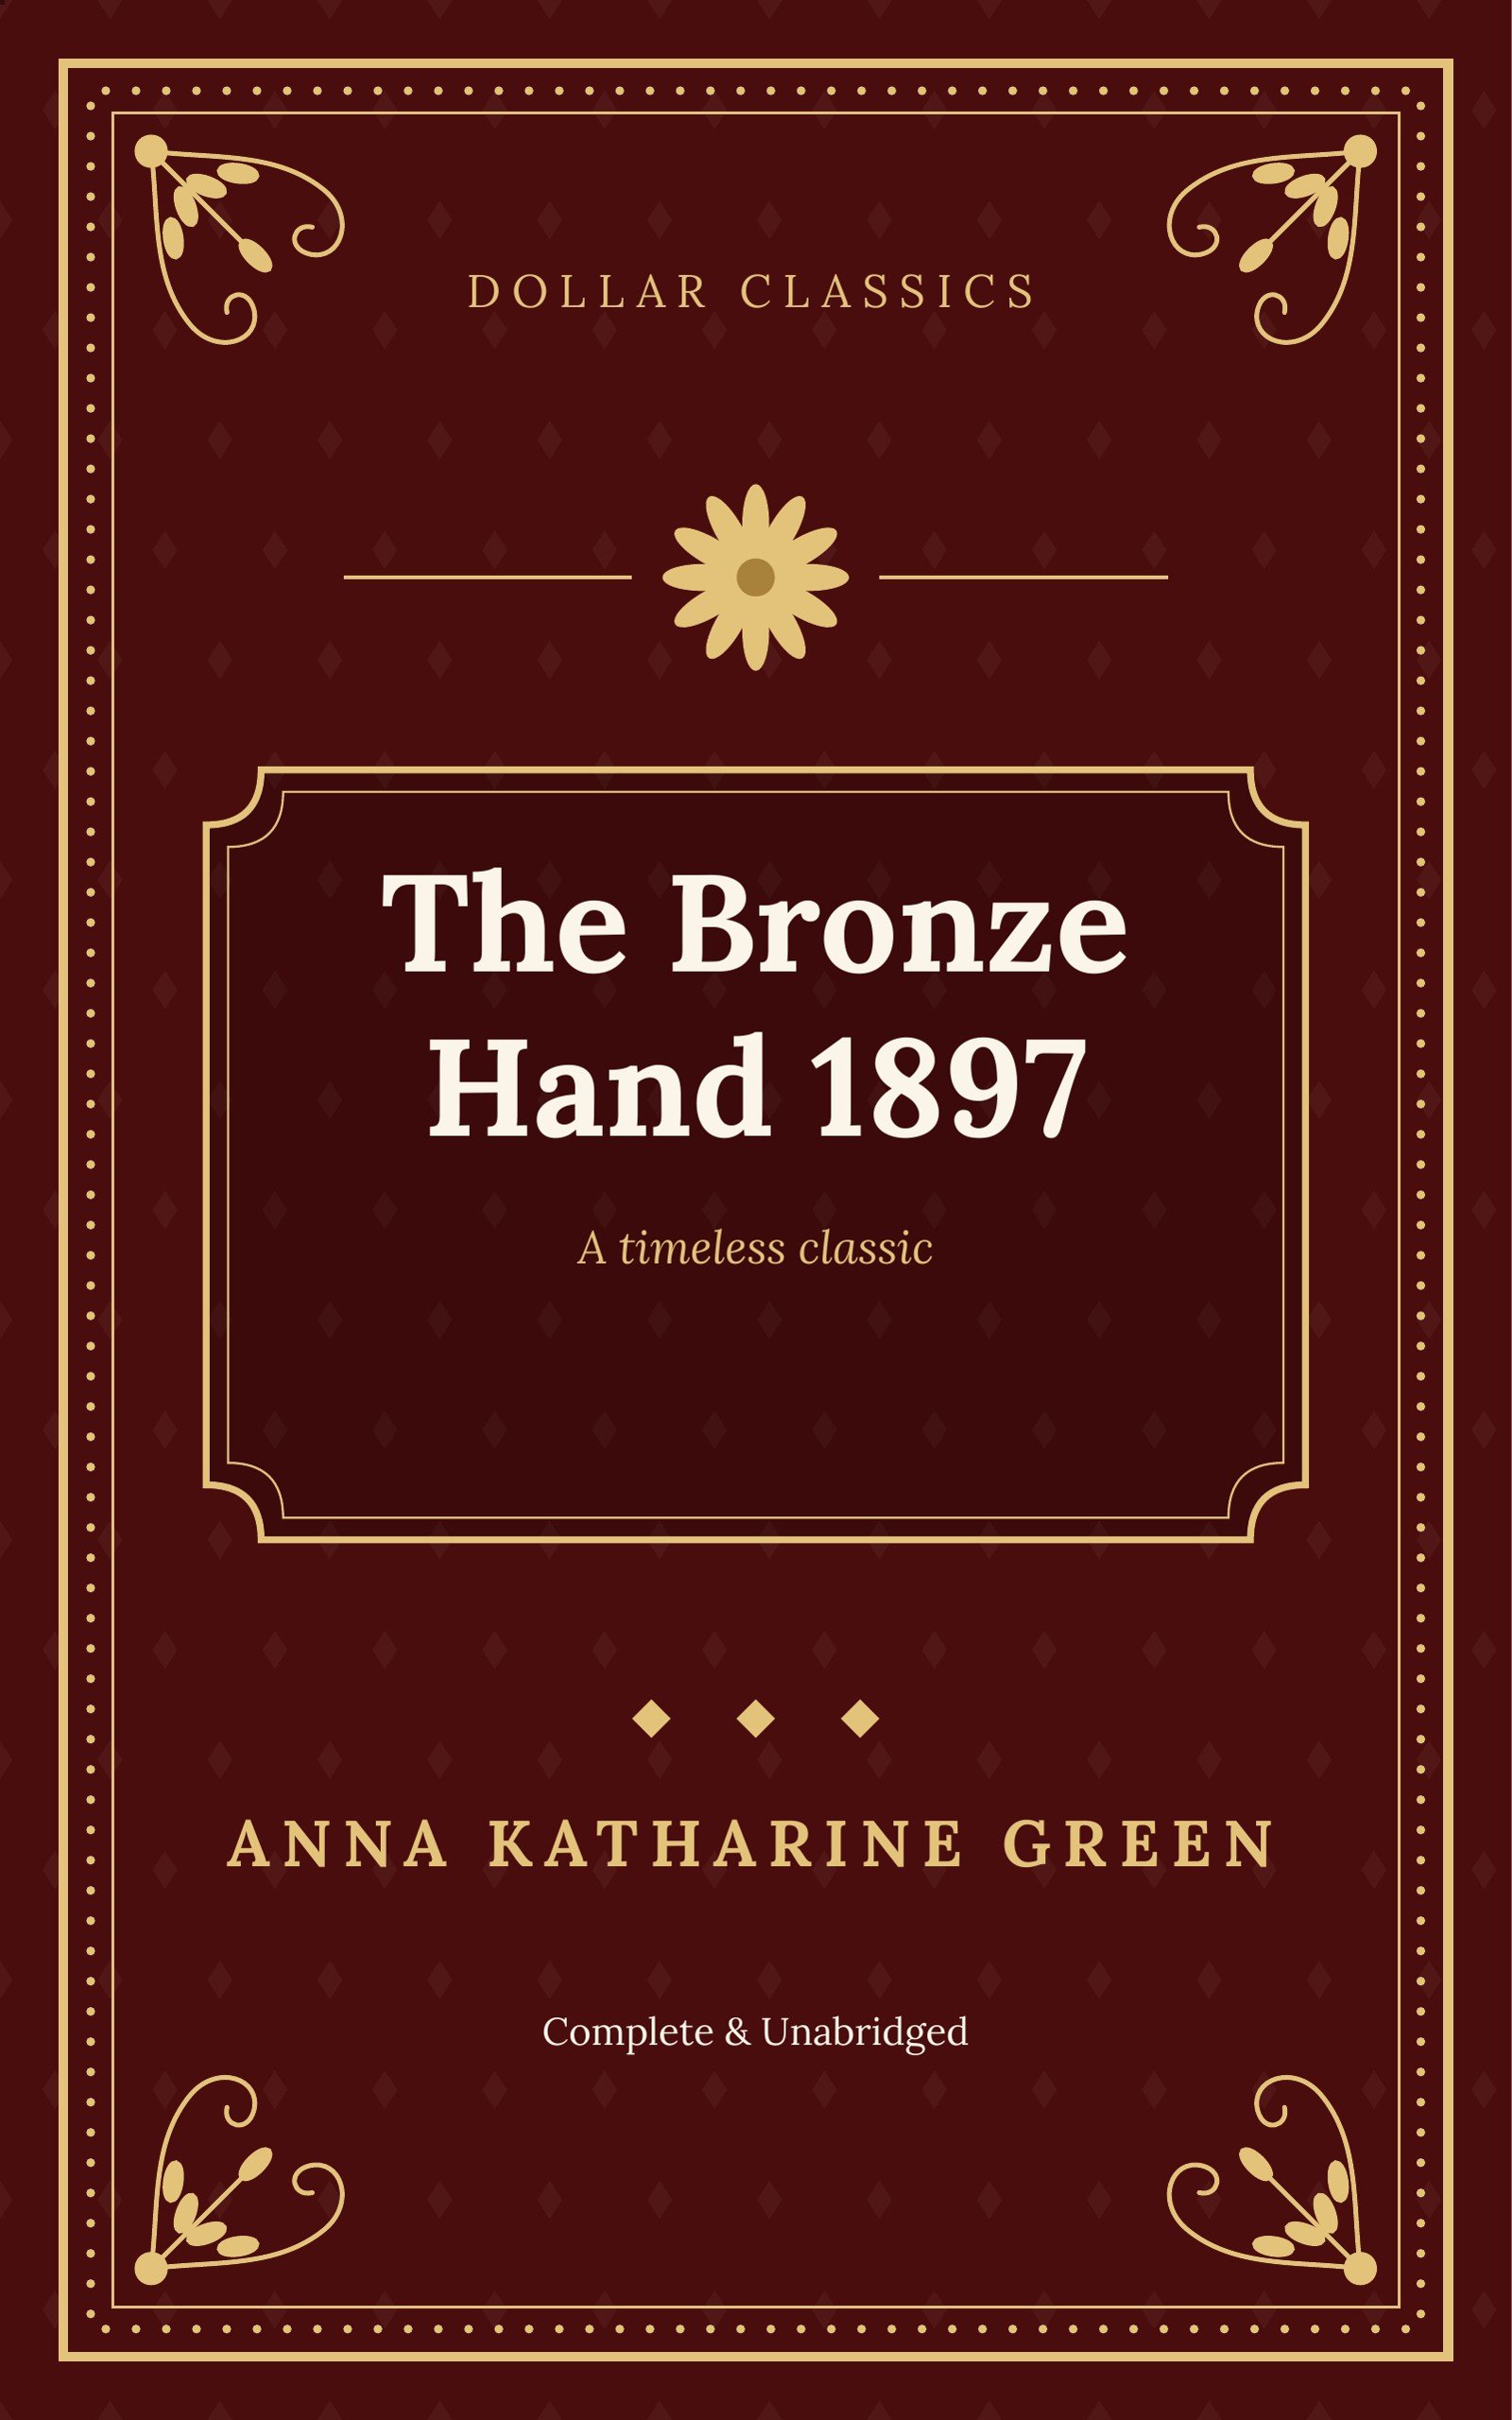 DOLLAR CLASSICS
The Bronze
Hand 1897
A timeless classic
ANNA KATHARINE GREEN
Complete & Unabridged